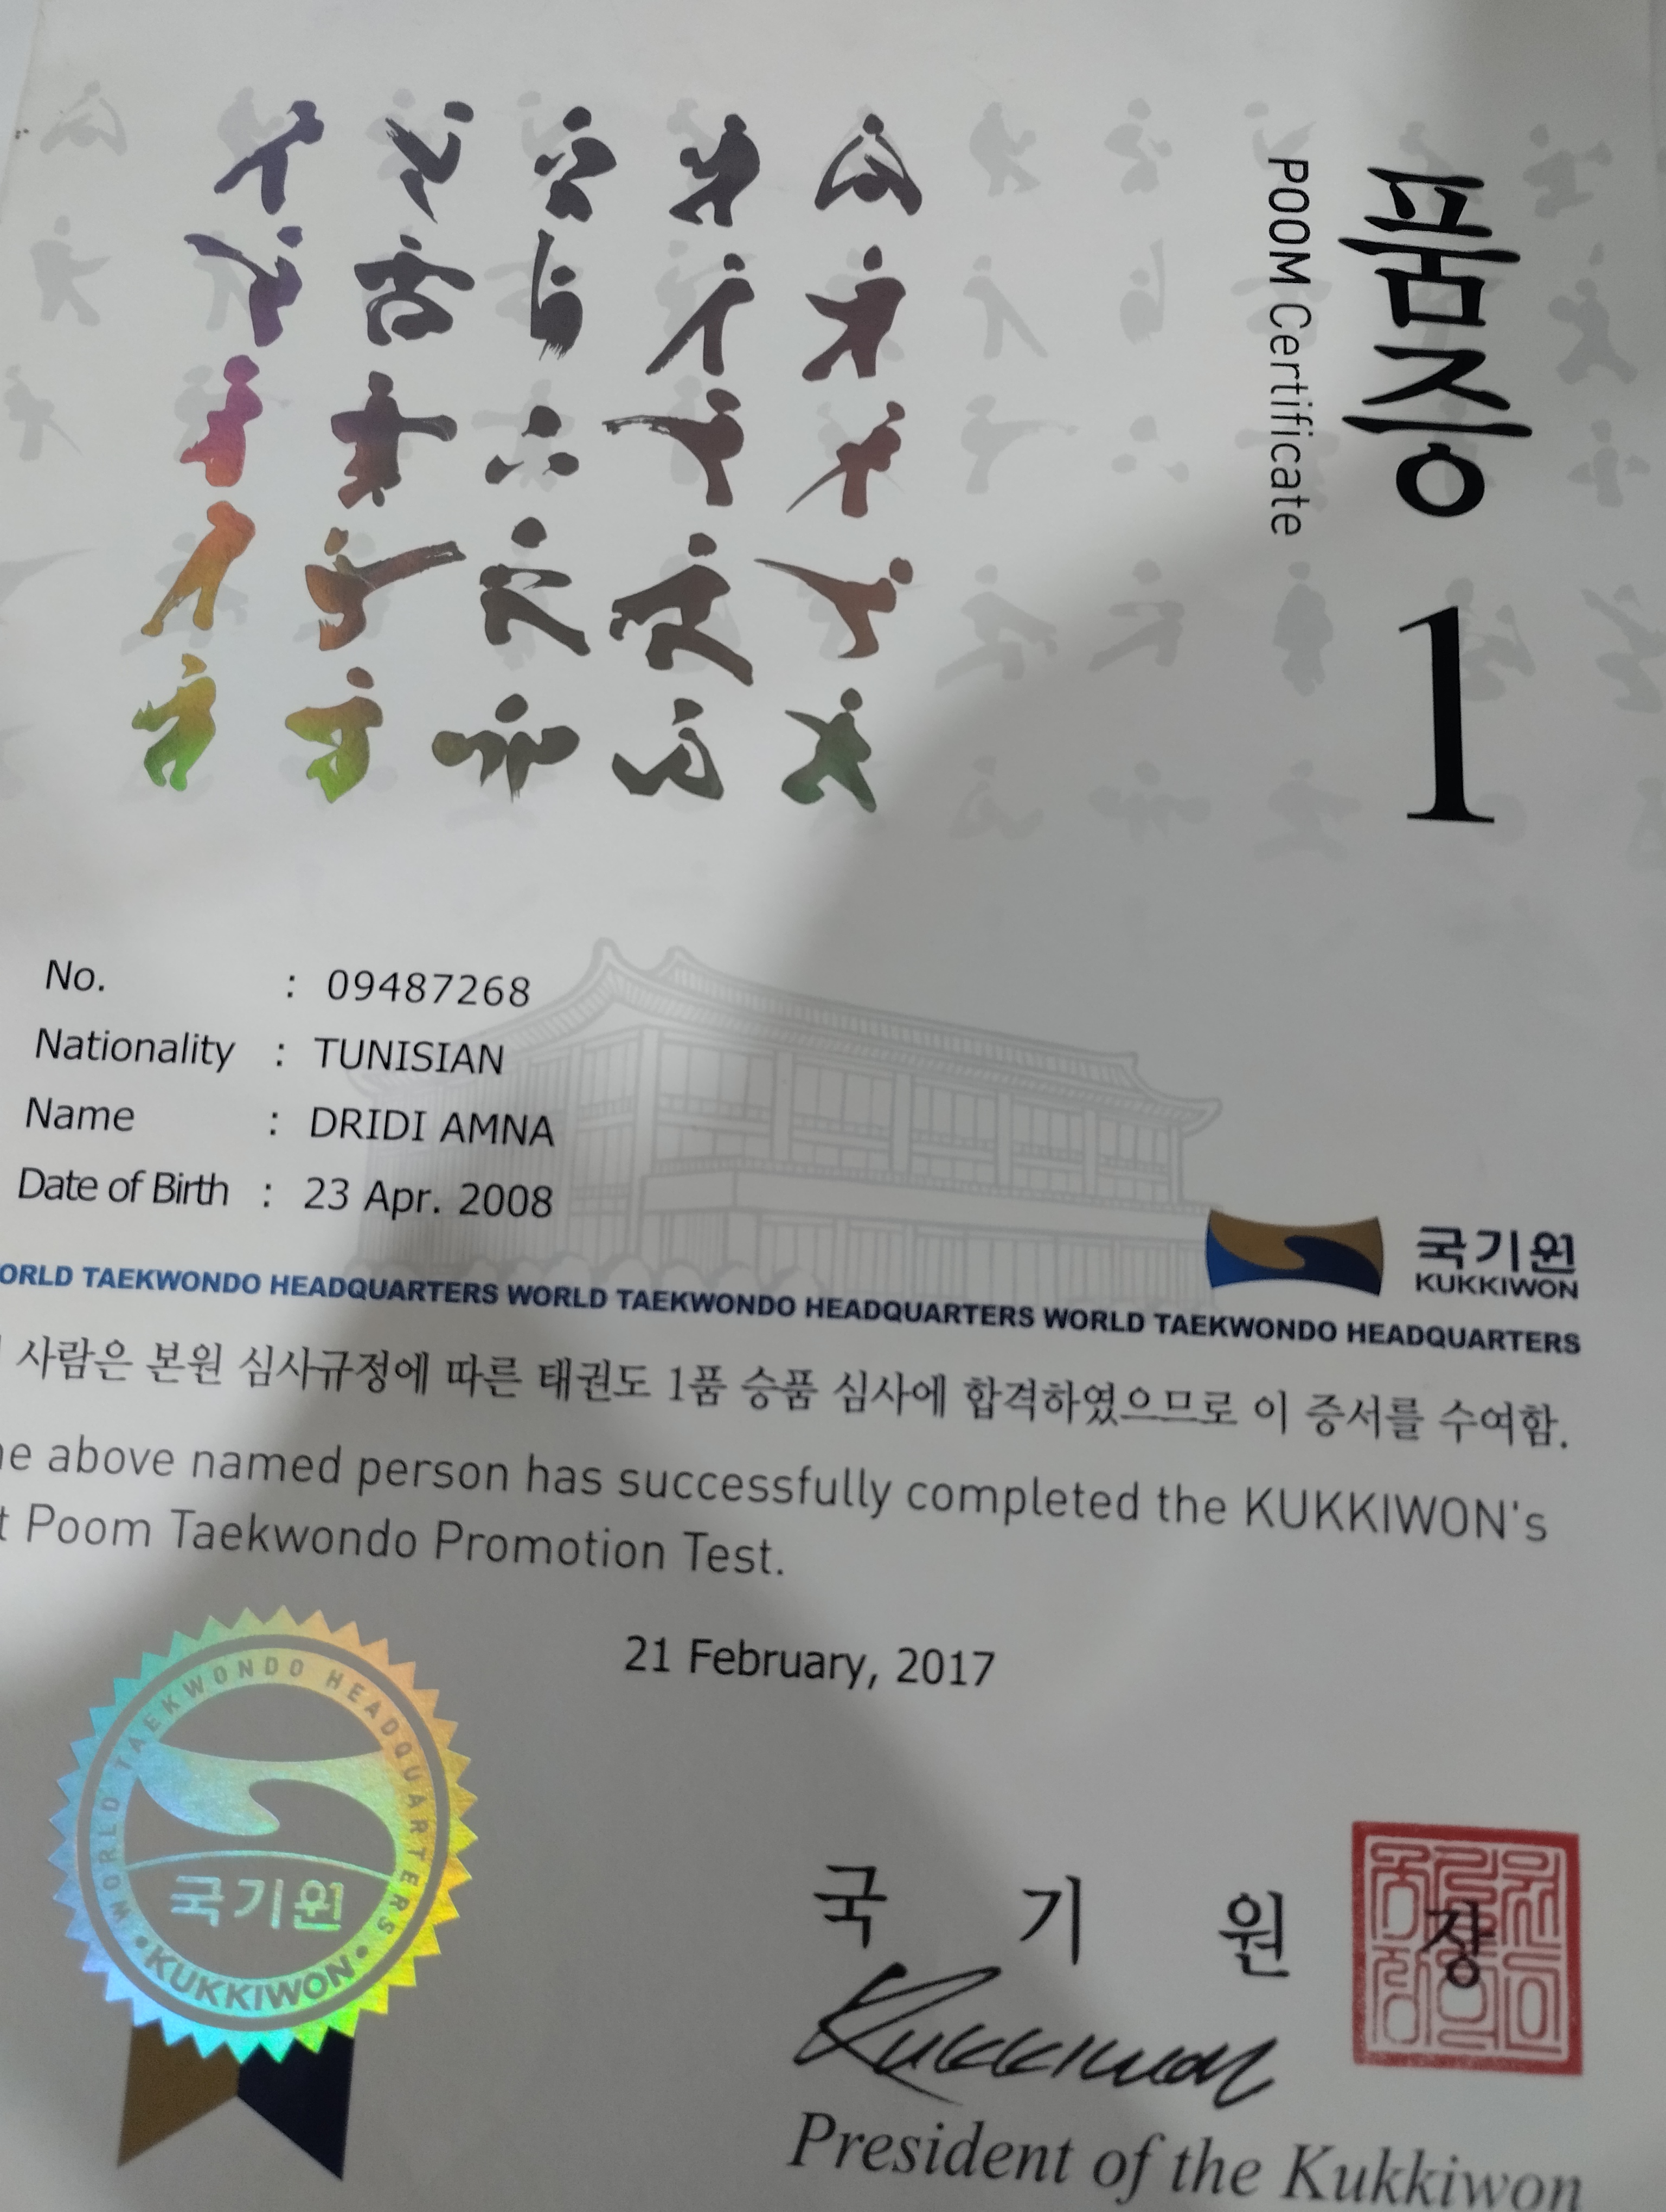 품증 1
POOM Certificate
No. : 09487268
Nationality : TUNISIAN
Name : DRIDI AMNA
Date of Birth : 23 Apr. 2008
국기원
KUKKIWON
ORLD TAEKWONDO HEADQUARTERS WORLD TAEKWONDO HEADQUARTERS WORLD TAEKWONDO HEADQUARTERS
사람은 본원 심사규정에 따른 태권도 1품 승품 심사에 합격하였으므로 이 증서를 수여함.
e above named person has successfully completed the KUKKIWON's
t Poom Taekwondo Promotion Test.
21 February, 2017
WORLD TAEKWONDO HEADQUARTERS
국기원
•KUKKIWON•
국 기 원 장
Kukkiwon
President of the Kukkiwon